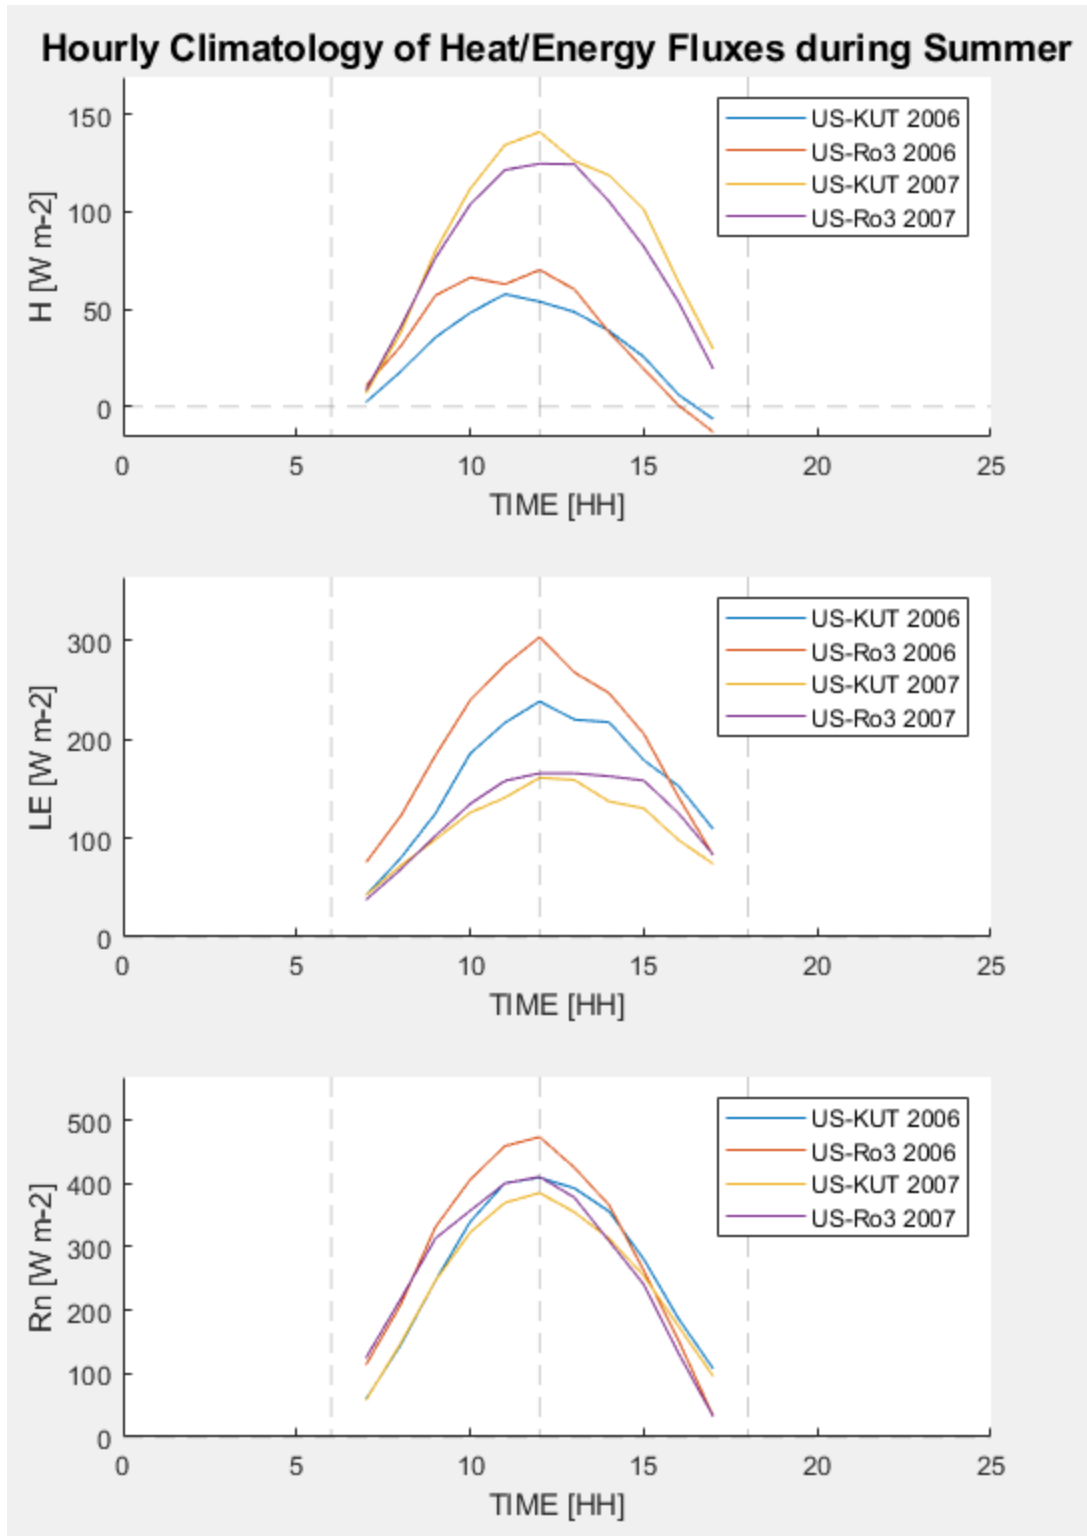 Hourly Climatology of Heat/Energy Fluxes during Summer
150
100
50
0
H [W m-2]
US-KUT 2006
US-Ro3 2006
US-KUT 2007
US-Ro3 2007
0 5 10 15 20 25
TIME [HH]
300
200
100
0
LE [W m-2]
US-KUT 2006
US-Ro3 2006
US-KUT 2007
US-Ro3 2007
0 5 10 15 20 25
TIME [HH]
500
400
300
200
100
0
Rn [W m-2]
US-KUT 2006
US-Ro3 2006
US-KUT 2007
US-Ro3 2007
0 5 10 15 20 25
TIME [HH]